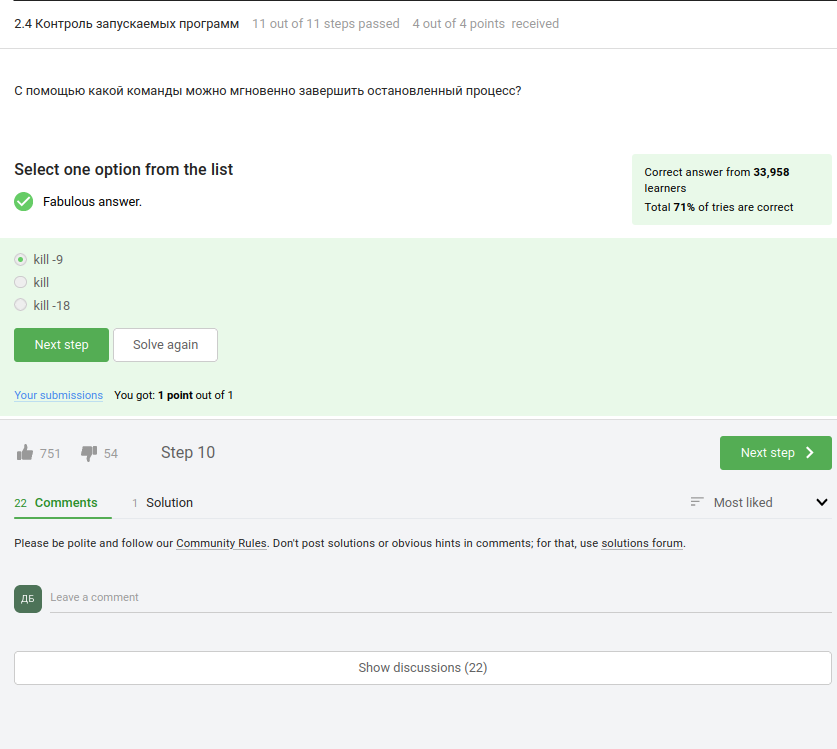 2.4 Контроль запускаемых программ 11 out of 11 steps passed 4 out of 4 points received
С помощью какой команды можно мгновенно завершить остановленный процесс?
Select one option from the list
Fabulous answer.
Correct answer from 33,958
learners
Total 71% of tries are correct
kill -9
kill
kill -18
Next step Solve again
Your submissions You got: 1 point out of 1
751 54 Step 10 Next step
22 Comments 1 Solution Most liked
Please be polite and follow our Community Rules. Don't post solutions or obvious hints in comments; for that, use solutions forum.
ДБ Leave a comment
Show discussions (22)